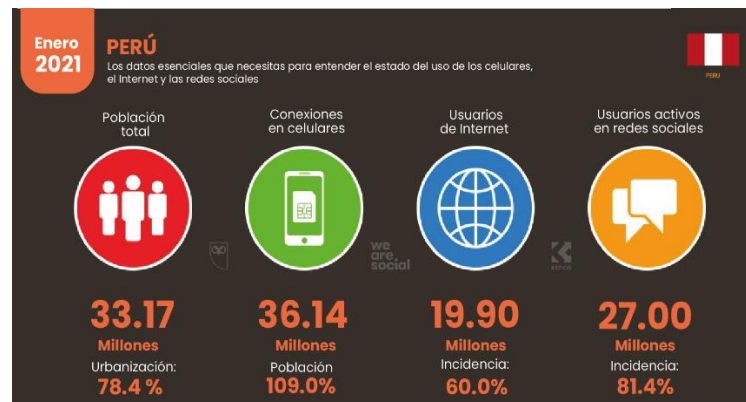 Enero
2021
PERÚ
Los datos esenciales que necesitas para entender el estado del uso de los celulares,
el Internet y las redes sociales
PERU
Población
total
Conexiones
en celulares
Usuarios
de Internet
Usuarios activos
en redes sociales
we
are.
social
33.17
Millones
Urbanización:
78.4 %
36.14
Millones
Población
109.0%
19.90
Millones
Incidencia:
60.0%
27.00
Millones
Incidencia:
81.4%